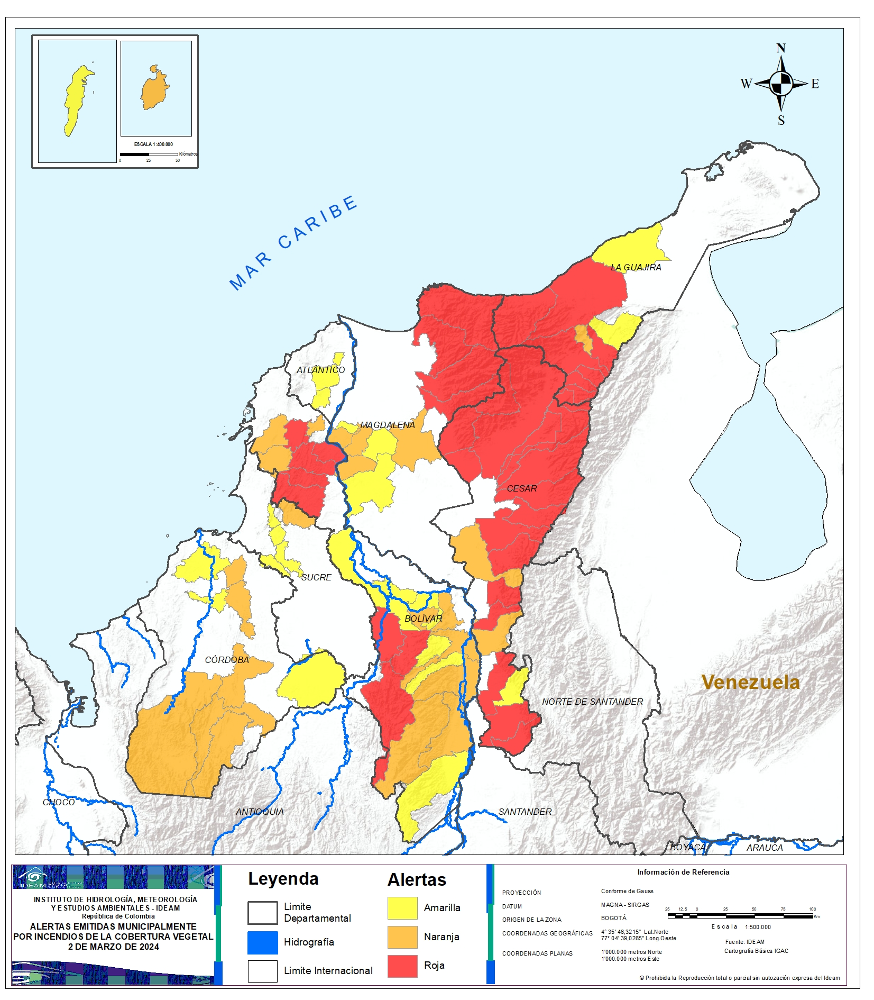 N
W
E
S
ESCALA 1:400.000
Kilómetros
0 25 50
MAR CARIBE
LA GUAJIRA
ATLÁNTICO
MAGDALENA
CESAR
SUCRE
BOLÍVAR
CÓRDOBA
Venezuela
NORTE DE SANTANDER
CHOCÓ
ANTIOQUIA
SANTANDER
BOYACÁ
ARAUCA
IDEAM
INSTITUTO DE HIDROLOGÍA, METEOROLOGÍA
Y ESTUDIOS AMBIENTALES - IDEAM
República de Colombia
ALERTAS EMITIDAS MUNICIPALMENTE
POR INCENDIOS DE LA COBERTURA VEGETAL
2 DE MARZO DE 2024
Leyenda
Limite
Departamental
Hidrografía
Limite Internacional
Alertas
Amarilla
Naranja
Roja
Información de Referencia
PROYECCIÓN Conforme de Gauss
DATUM MAGNA - SIRGAS
ORIGEN DE LA ZONA BOGOTÁ
COORDENADAS GEOGRÁFICAS 4° 35' 46,3215" Lat.Norte
77° 04' 39,0285" Long.Oeste
COORDENADAS PLANAS 1'000.000 metros Norte
1'000.000 metros Este
25 12,5 0 25 50 75 100
Km
Escala 1:500.000
Fuente: IDEAM
Cartografía Básica IGAC
© Prohibida la Reproducción total o parcial sin autozación expresa del Ideam